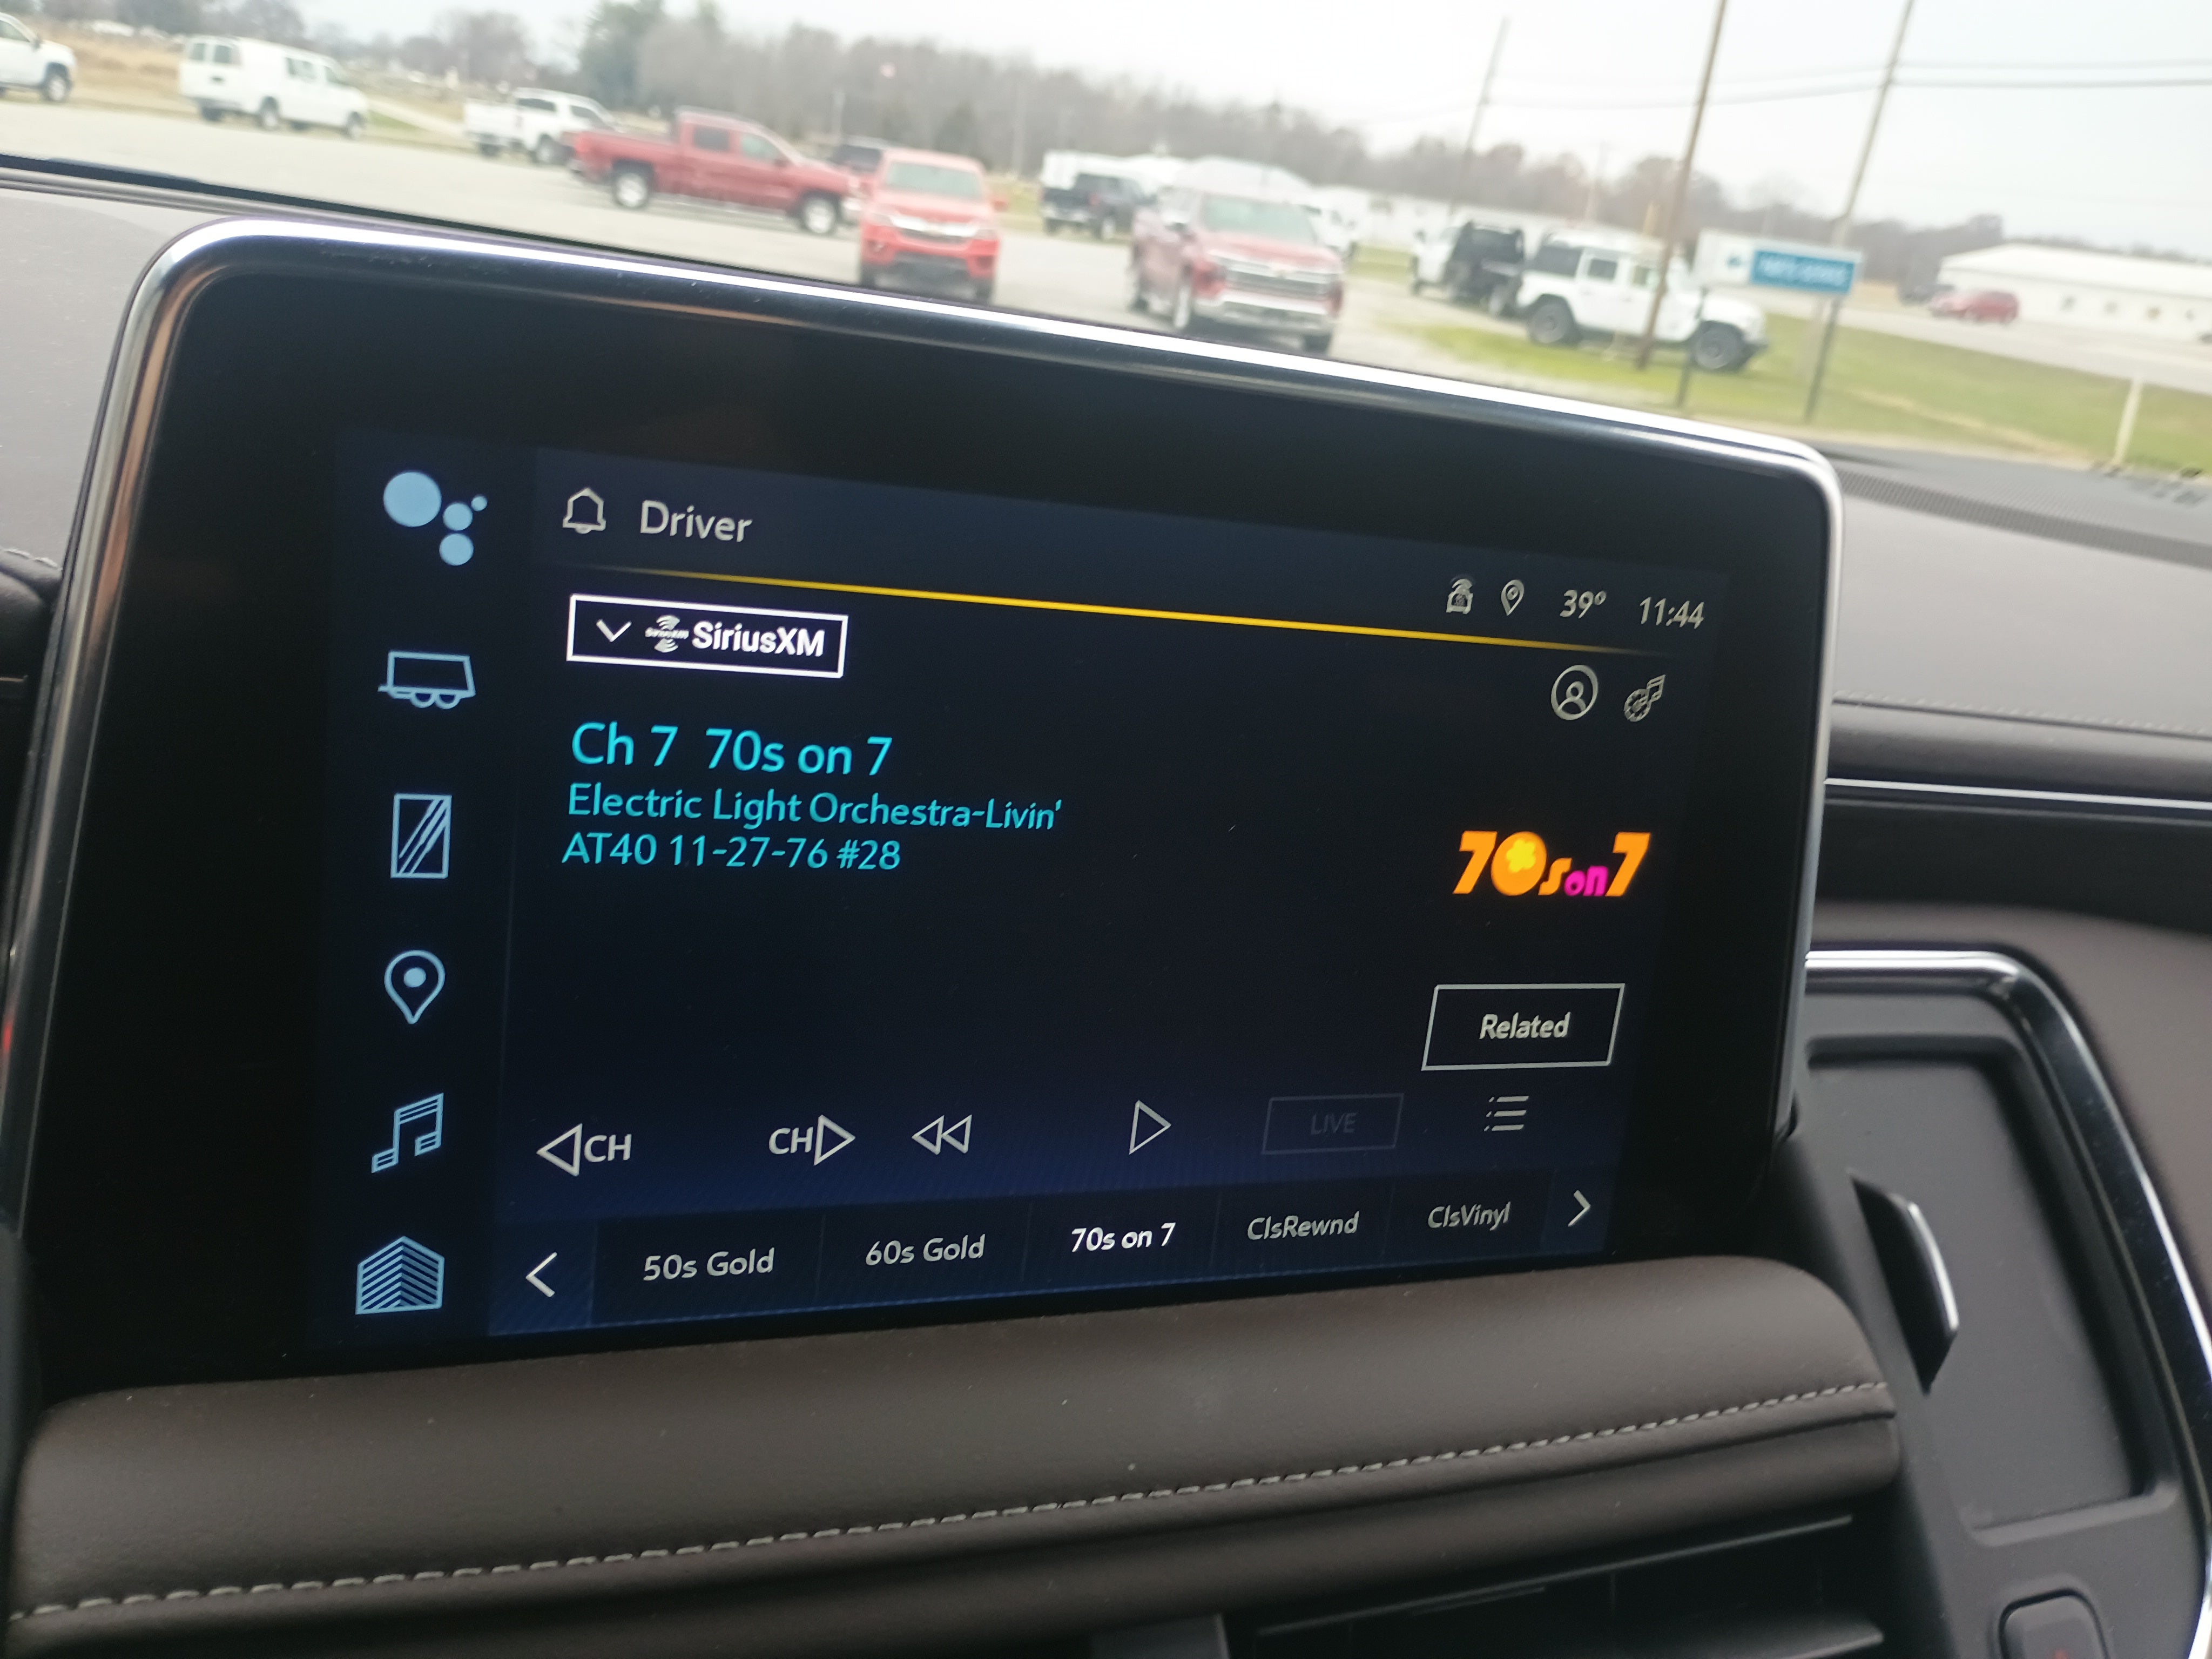 Driver
39° 11:44
SiriusXM
Ch 7 70s on 7
Electric Light Orchestra-Livin'
AT40 11-27-76 #28
70s on 7
Related
CH
CH
LIVE
50s Gold
60s Gold
70s on 7
ClsRewnd
ClsVinyl